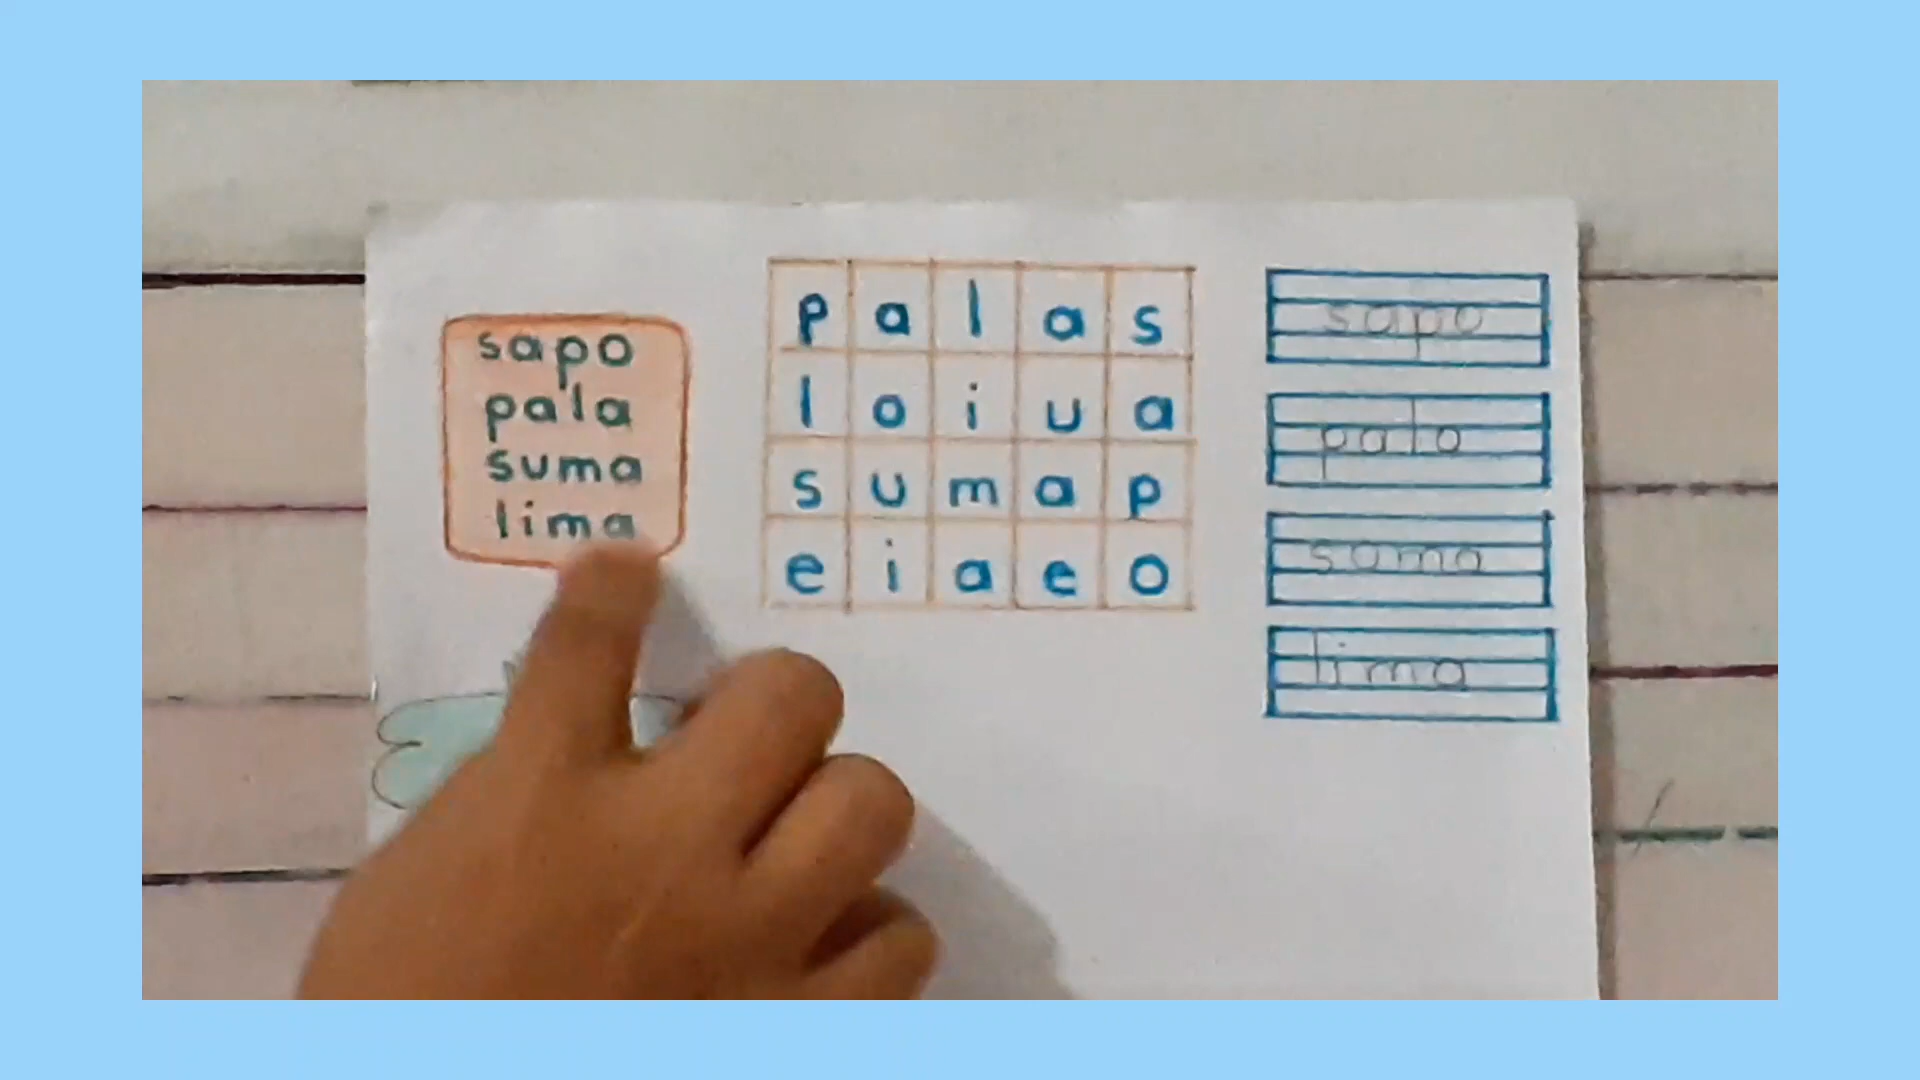 sapo
pala
suma
lima
p a l a s
l o i u a
s u m a p
e i a e o
sapo
pala
suma
lima